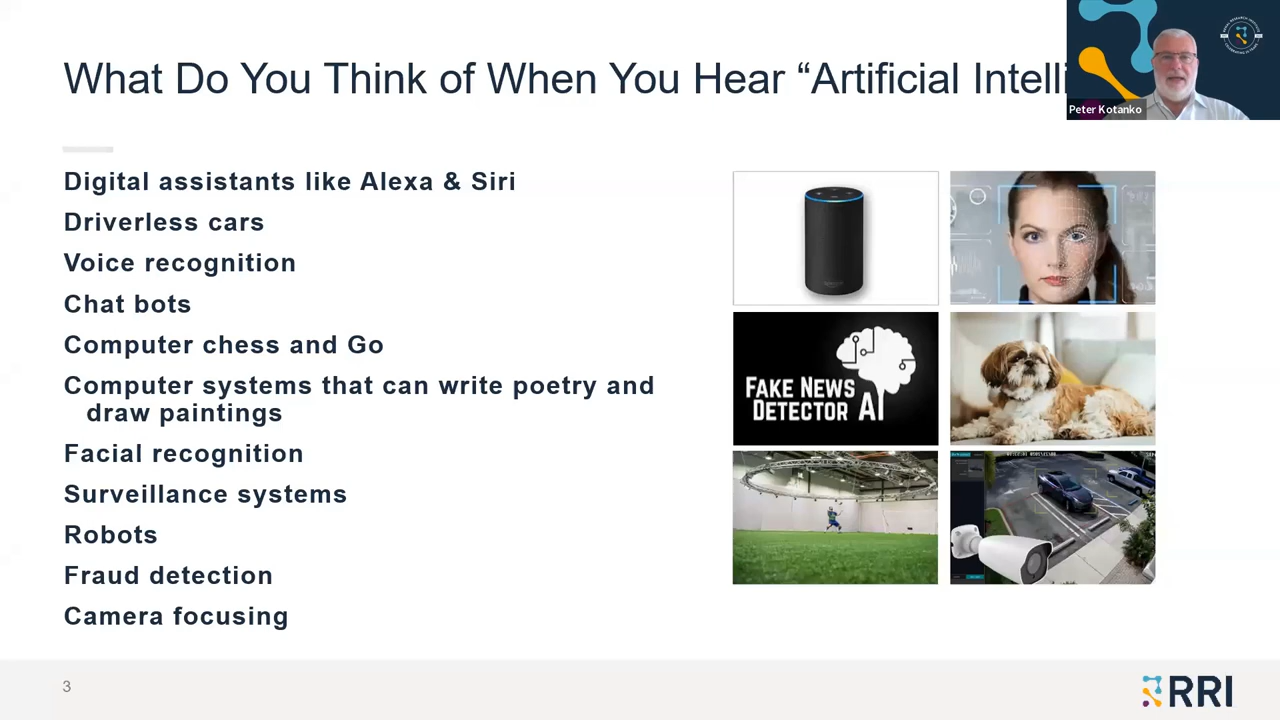 What Do You Think of When You Hear “Artificial Intelli
Peter Kotanko
Digital assistants like Alexa & Siri
Driverless cars
Voice recognition
Chat bots
Computer chess and Go
Computer systems that can write poetry and
draw paintings
Facial recognition
Surveillance systems
Robots
Fraud detection
Camera focusing
FAKE NEWS
DETECTOR AI
3
RRI